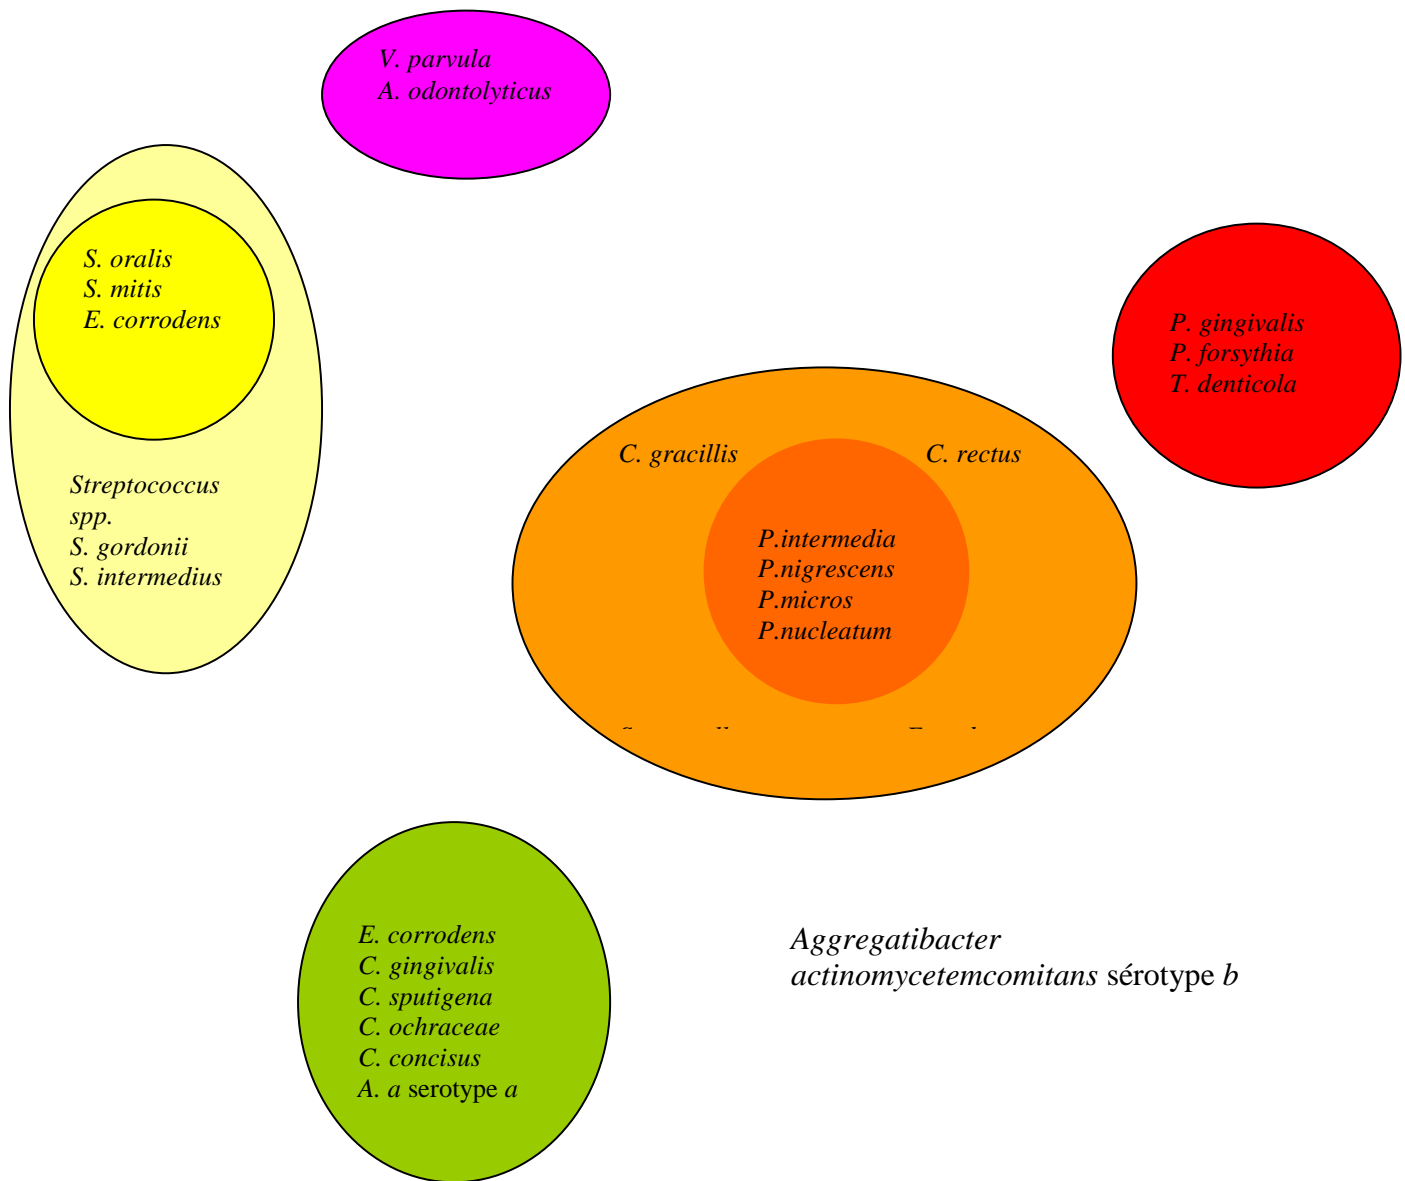 V. parvula
A. odontolyticus
S. oralis
S. mitis
E. corrodens
Streptococcus
spp.
S. gordonii
S. intermedius
P. gingivalis
P. forsythia
T. denticola
C. gracillis
C. rectus
P.intermedia
P.nigrescens
P.micros
P.nucleatum
E. corrodens
C. gingivalis
C. sputigena
C. ochraceae
C. concisus
A. a serotype a
Aggregatibacter
actinomycetemcomitans sérotype b